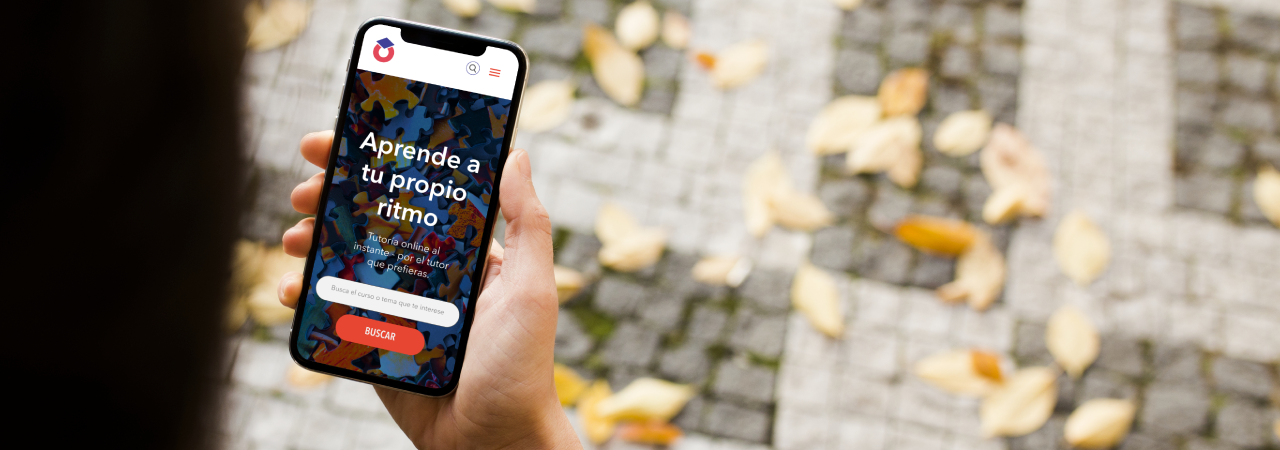 Aprende a
tu propio
ritmo
Tutoría online al
instante - por el tutor
que prefieras.
Busca el curso o tema que te interese
BUSCAR